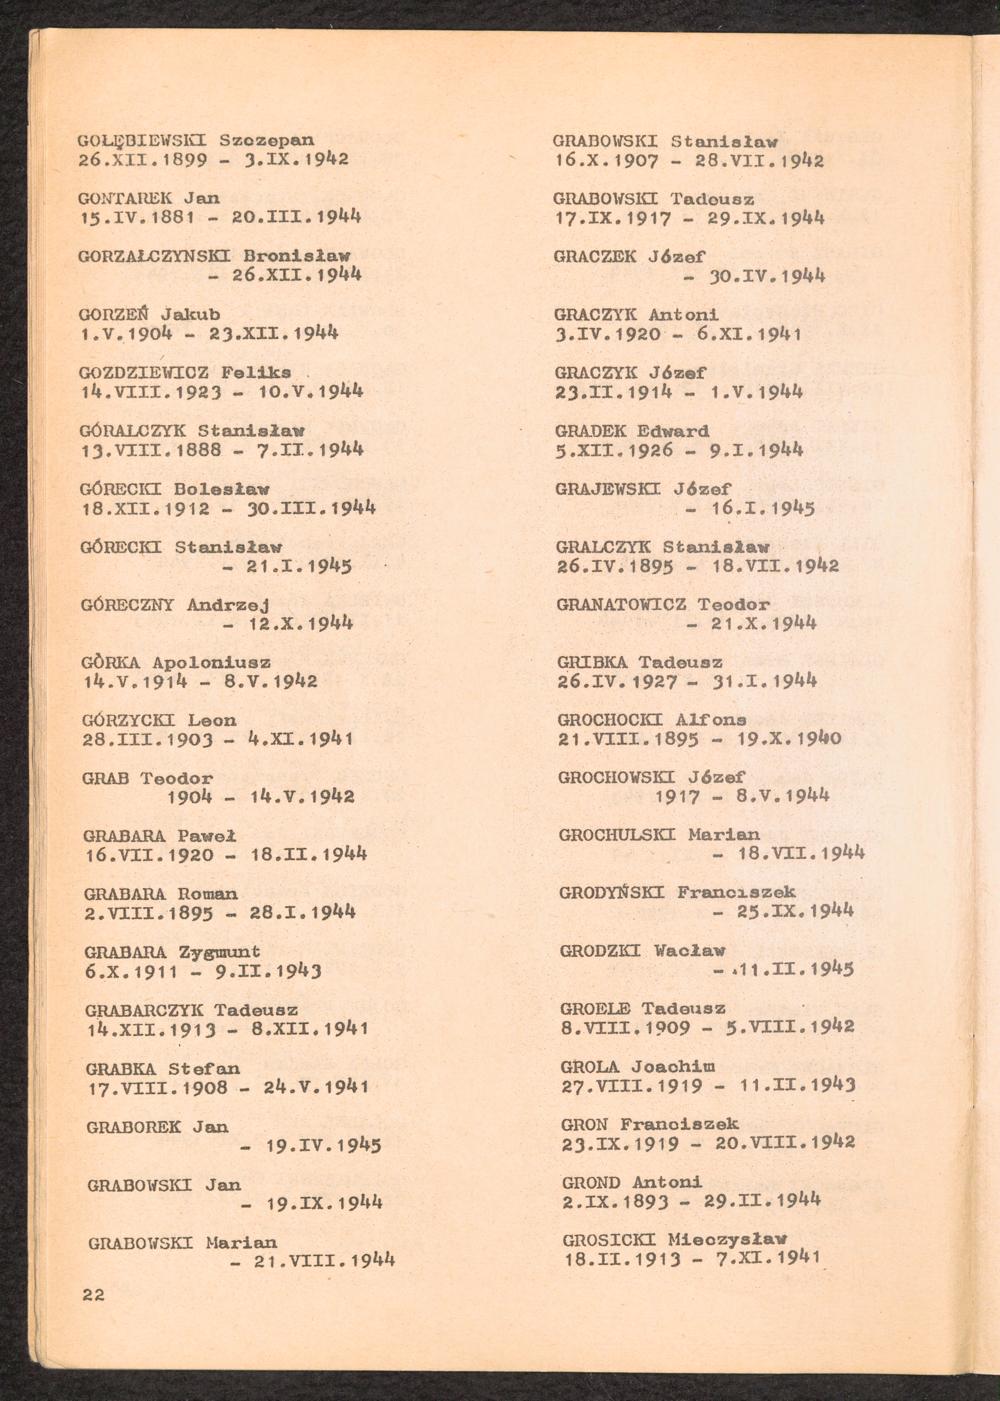 GOŁĘBIEWSKI Szczepan
26.XII.1899 - 3.IX.1942
GONTAREK Jan
15.IV.1881 - 20.III.1944
GORZAŁCZYNSKI Bronisław
- 26.XII.1944
GORZEŃ Jakub
1.V.1904 - 23.XII.1944
GOZDZIEWICZ Feliks
14.VIII.1923 - 10.V.1944
GÓRALCZYK Stanisław
13.VIII.1888 - 7.II.1944
GÓRECKI Bolesław
18.XII.1912 - 30.III.1944
GÓRECKI Stanisław
- 21.I.1945
GÓRECZNY Andrzej
- 12.X.1944
GÓRKA Apoloniusz
14.V.1914 - 8.V.1942
GÓRZYCKI Leon
28.III.1903 - 4.XI.1941
GRAB Teodor
1904 - 14.V.1942
GRABARA Paweł
16.VII.1920 - 18.II.1944
GRABARA Roman
2.VIII.1895 - 28.I.1944
GRABARA Zygmunt
6.X.1911 - 9.II.1943
GRABARCZYK Tadeusz
14.XII.1913 - 8.XII.1941
GRABKA Stefan
17.VIII.1908 - 24.V.1941
GRABOREK Jan
- 19.IV.1945
GRABOWSKI Jan
- 19.IX.1944
GRABOWSKI Marian
- 21.VIII.1944
22
GRABOWSKI Stanisław
16.X.1907 - 28.VII.1942
GRABOWSKI Tadeusz
17.IX.1917 - 29.IX.1944
GRACZEK Józef
- 30.IV.1944
GRACZYK Antoni
3.IV.1920 - 6.XI.1941
GRACZYK Józef
23.II.1914 - 1.V.1944
GRADEK Edward
5.XII.1926 - 9.I.1944
GRAJEWSKI Józef
- 16.I.1945
GRALCZYK Stanisław
26.IV.1895 - 18.VII.1942
GRANATOWICZ Teodor
- 21.X.1944
GRIBKA Tadeusz
26.IV.1927 - 31.I.1944
GROCHOCKI Alfons
21.VIII.1895 - 19.X.1940
GROCHOWSKI Józef
1917 - 8.V.1944
GROCHULSKI Marian
- 18.VII.1944
GRODYŃSKI Franciszek
- 25.IX.1944
GRODZKI Wacław
- 11.II.1945
GROELE Tadeusz
8.VIII.1909 - 5.VIII.1942
GROLA Joachim
27.VIII.1919 - 11.II.1943
GRON Franciszek
23.IX.1919 - 20.VIII.1942
GROND Antoni
2.IX.1893 - 29.II.1944
GROSICKI Mieczysław
18.II.1913 - 7.XI.1941